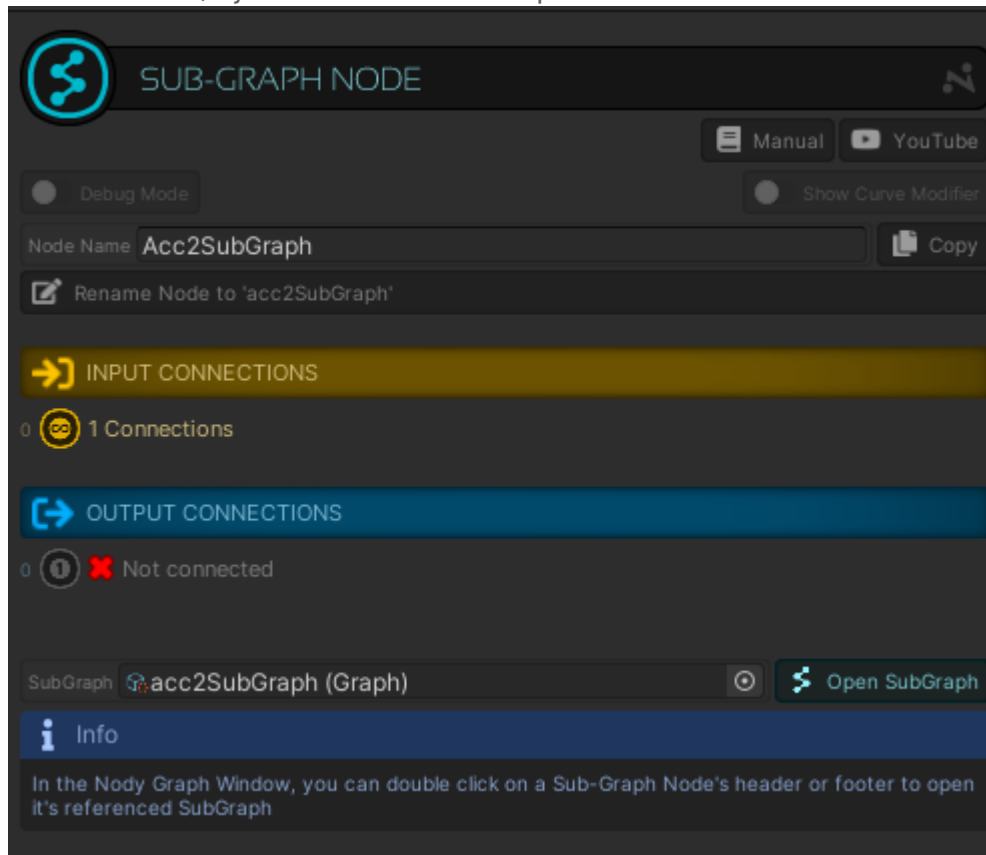 SUB-GRAPH NODE
Manual
YouTube
Debug Mode
Show Curve Modifier
Node Name Acc2SubGraph
Copy
Rename Node to 'acc2SubGraph'
INPUT CONNECTIONS
0 1 Connections
OUTPUT CONNECTIONS
0 1 Not connected
SubGraph acc2SubGraph (Graph)
Open SubGraph
Info
In the Nody Graph Window, you can double click on a Sub-Graph Node's header or footer to open
it's referenced SubGraph